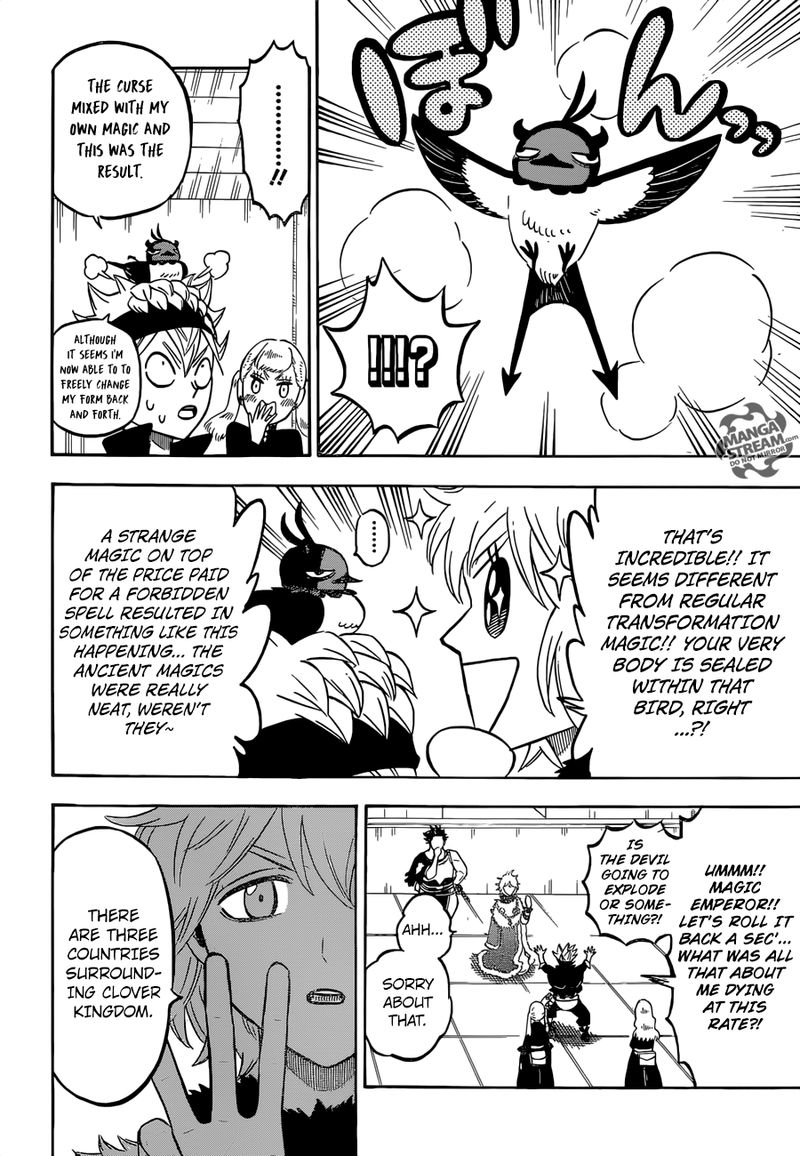 ぼんっっ
!!!?
………!!
THE CURSE
MIXED WITH MY
OWN MAGIC AND
THIS WAS THE
RESULT.
ALTHOUGH
IT SEEMS I'M
NOW ABLE TO TO
FREELY CHANGE
MY FORM BACK
AND FORTH.
MANGA
STREAM.com
DO NOT MIRROR
THAT'S
INCREDIBLE!! IT
SEEMS DIFFERENT
FROM REGULAR
TRANSFORMATION
MAGIC!! YOUR VERY
BODY IS SEALED
WITHIN THAT
BIRD, RIGHT
...?!
……
A STRANGE
MAGIC ON TOP
OF THE PRICE PAID
FOR A FORBIDDEN
SPELL RESULTED IN
SOMETHING LIKE THIS
HAPPENING... THE
ANCIENT MAGICS
WERE REALLY
NEAT, WEREN'T
THEY~
UMMM!!
MAGIC
EMPEROR!!
LET'S ROLL IT
BACK A SEC'...
WHAT WAS ALL
THAT ABOUT
ME DYING
AT THIS
RATE?!
IS
THE DEVIL
GOING TO
EXPLODE
OR SOME-
THING?!
AHH...
SORRY
ABOUT
THAT.
THERE
ARE THREE
COUNTRIES
SURROUND-
ING CLOVER
KINGDOM.